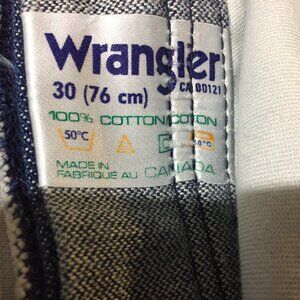 Wrangler
30 (76 cm) CA 00121
100% COTTON/COTON
50°C
MADE IN
FABRIQUÉ AU CANADA